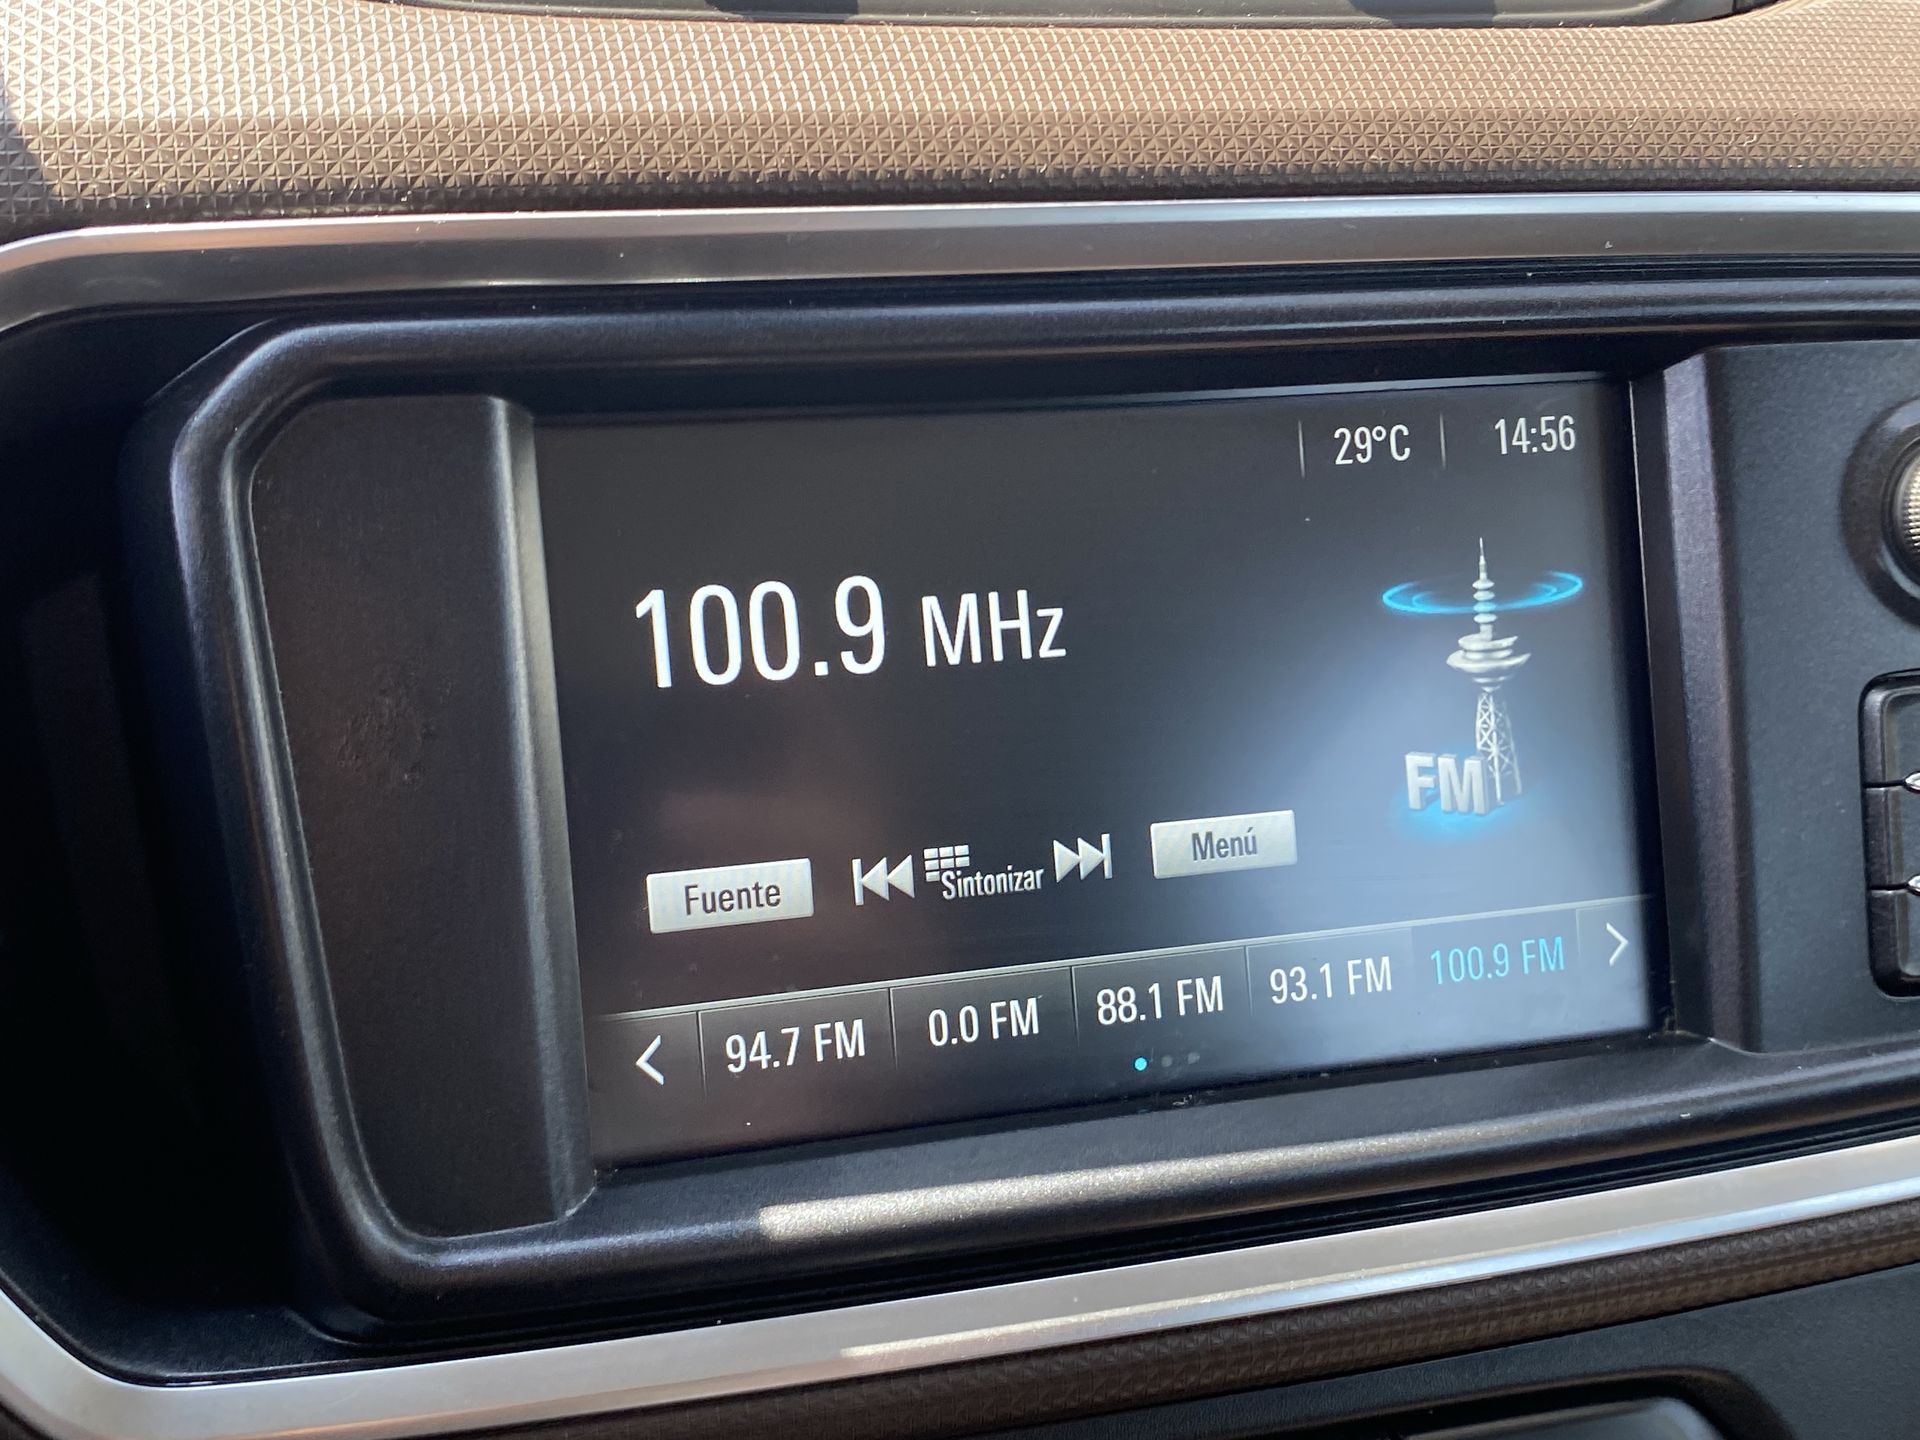 29°C 14:56
100.9 MHz
FM
Fuente Sintonizar Menú
94.7 FM 0.0 FM 88.1 FM 93.1 FM 100.9 FM